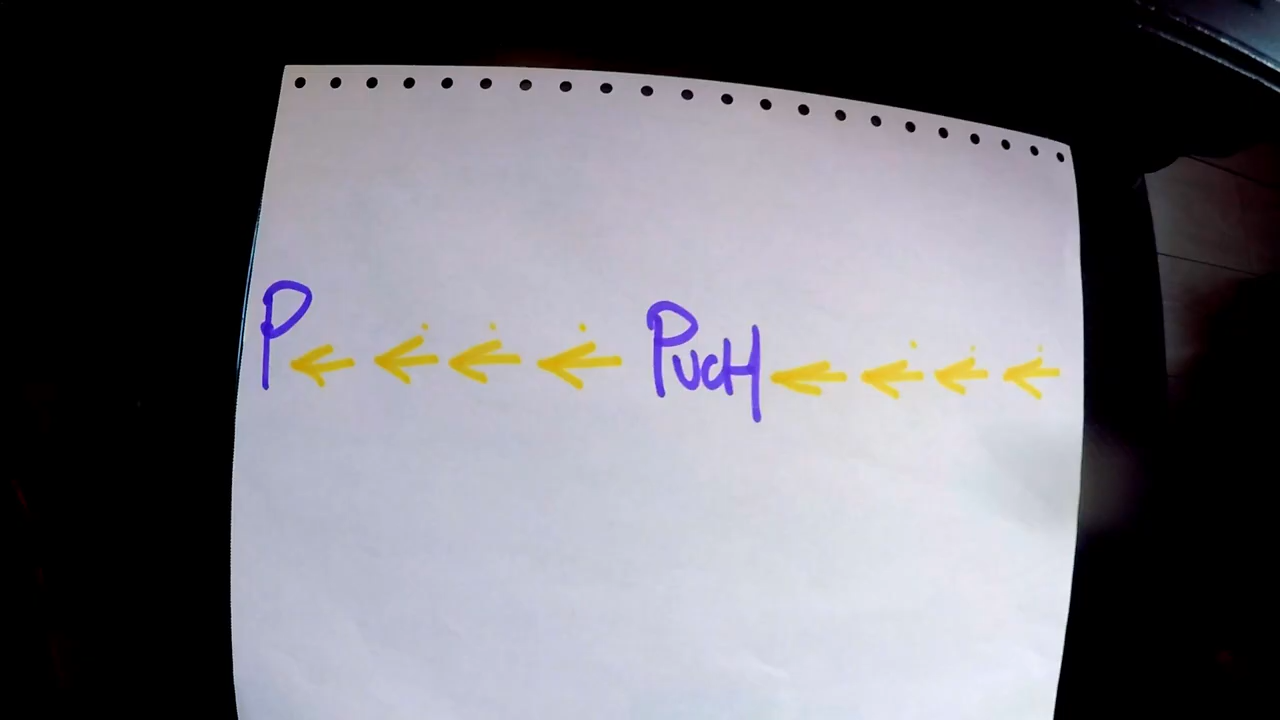 P ← ← ← ← PucH ← ← ← ←